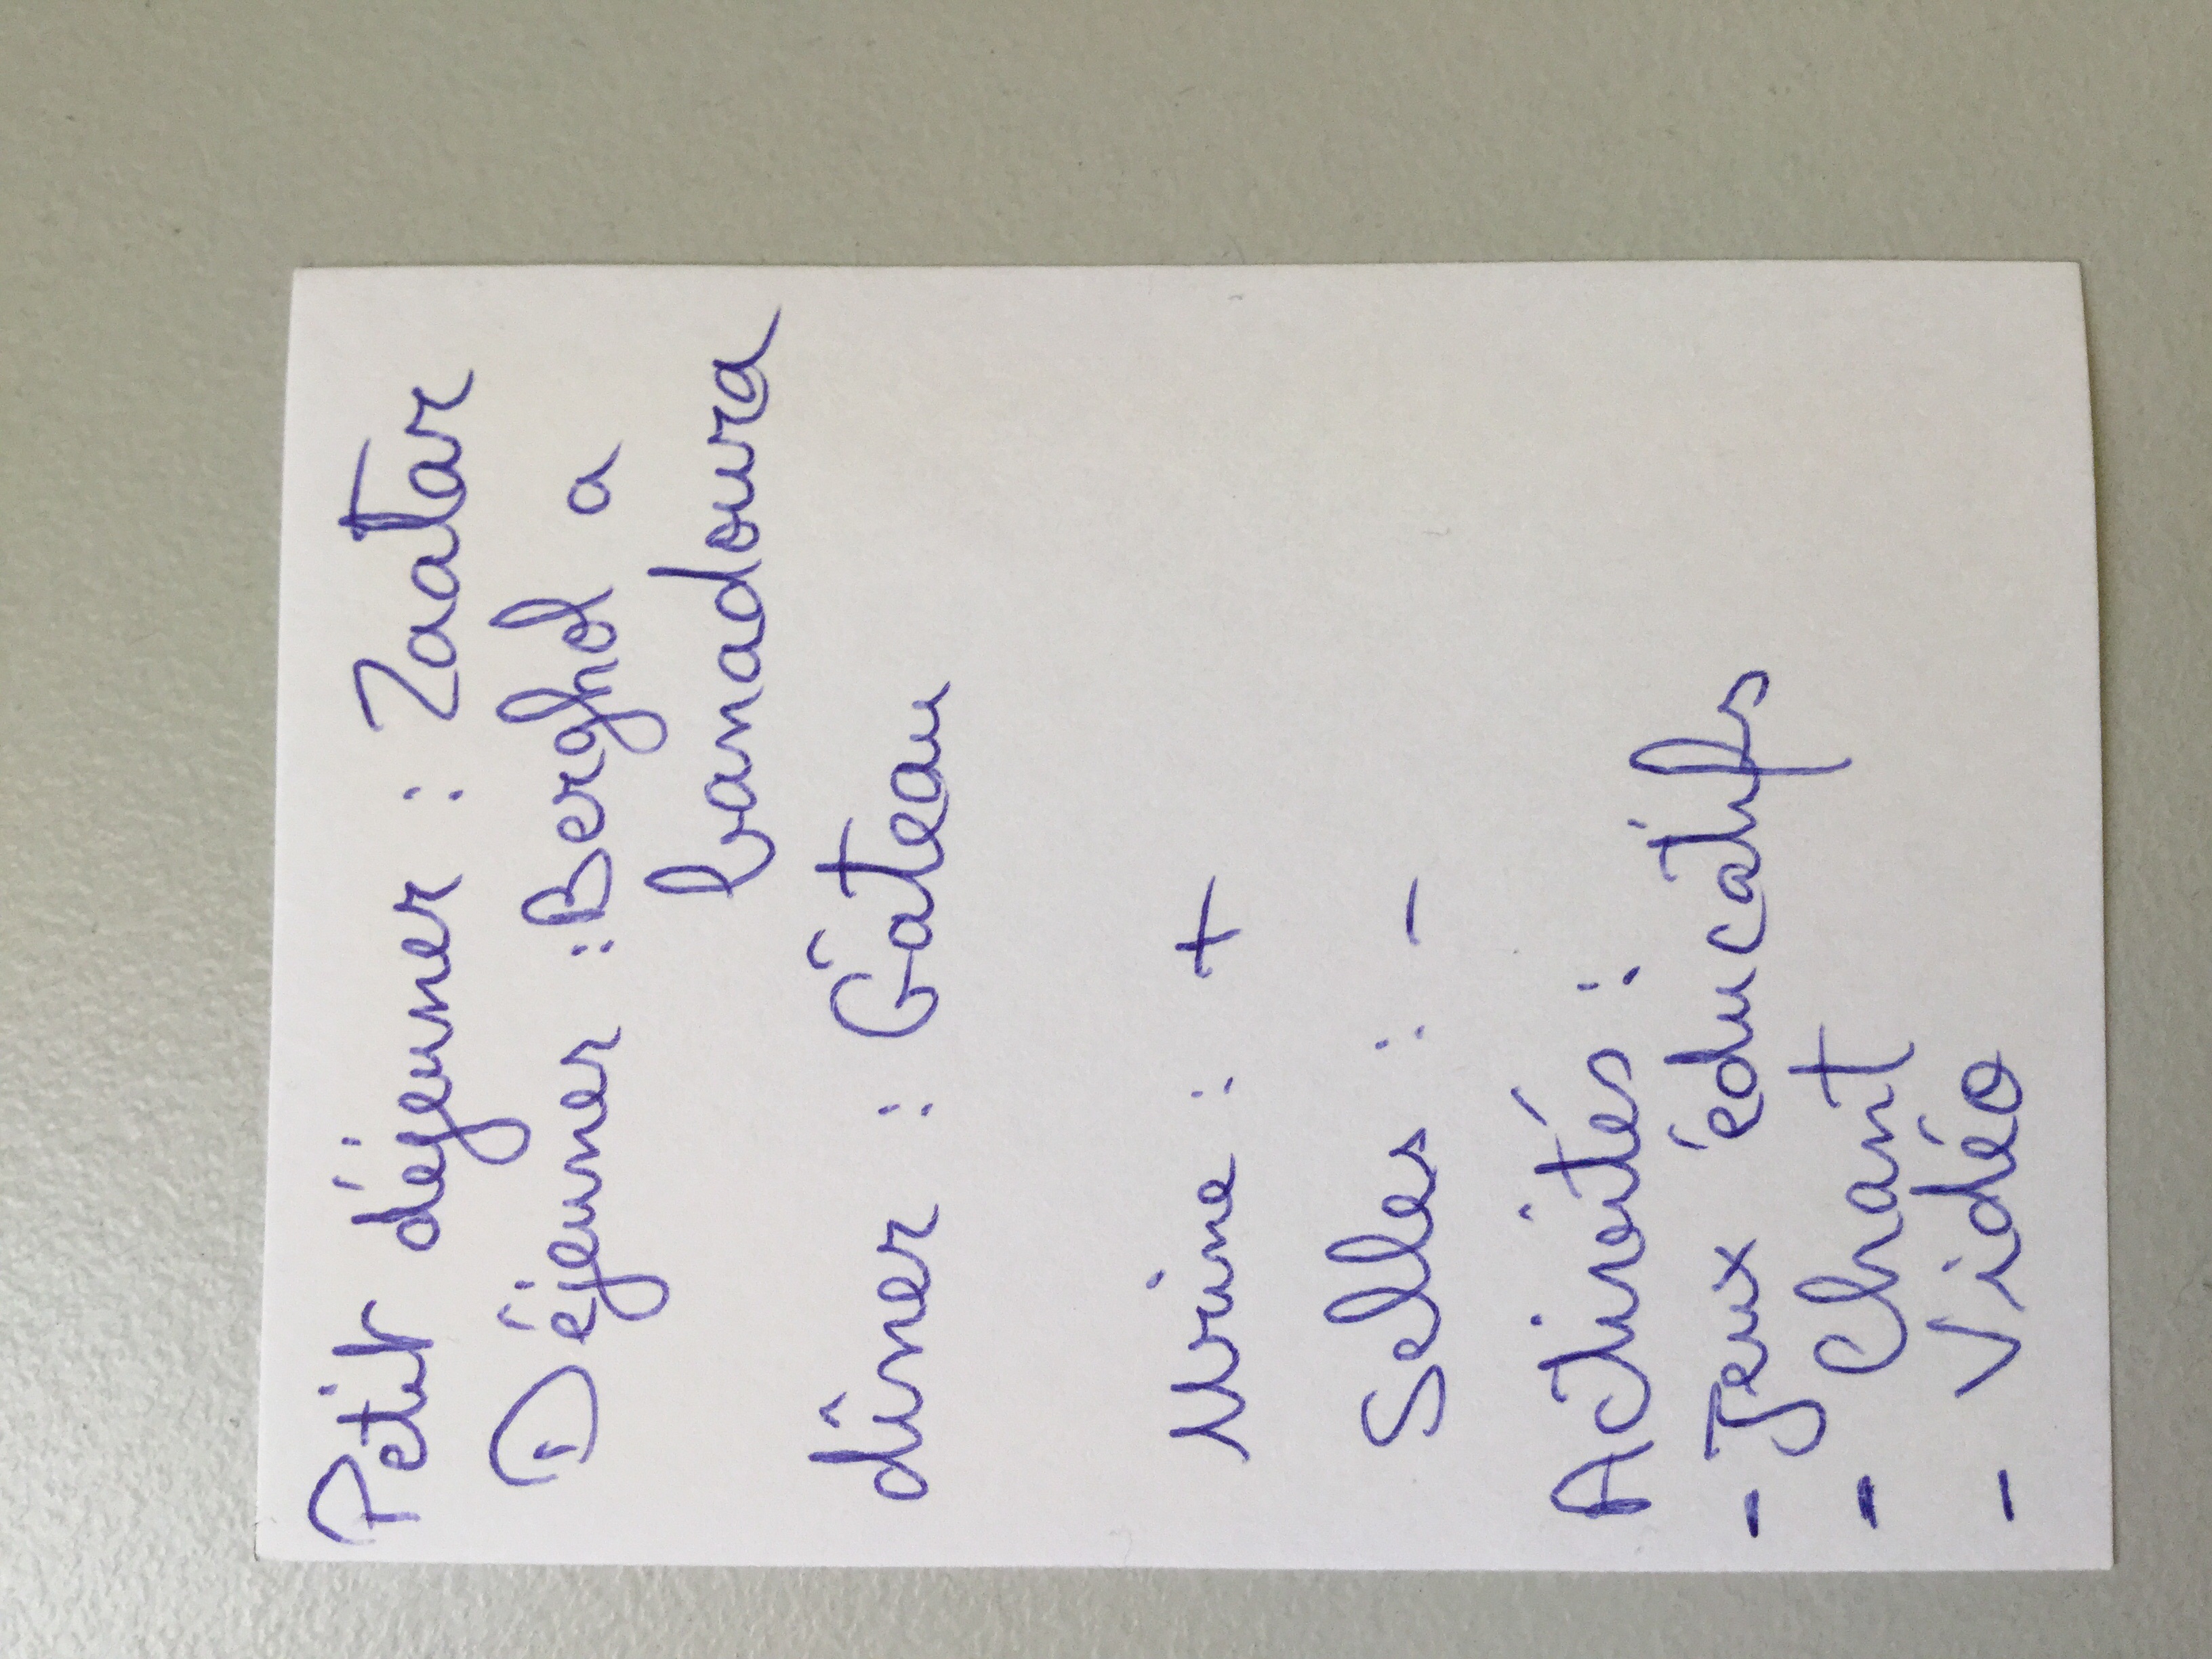 Petit déjeuner : Zaatar
Déjeuner : Berghol a
banadoura
dîner : Gâteau
Urine : +
Selles : -
Activités :
- Jeux éducatifs
- Chant
- Vidéo